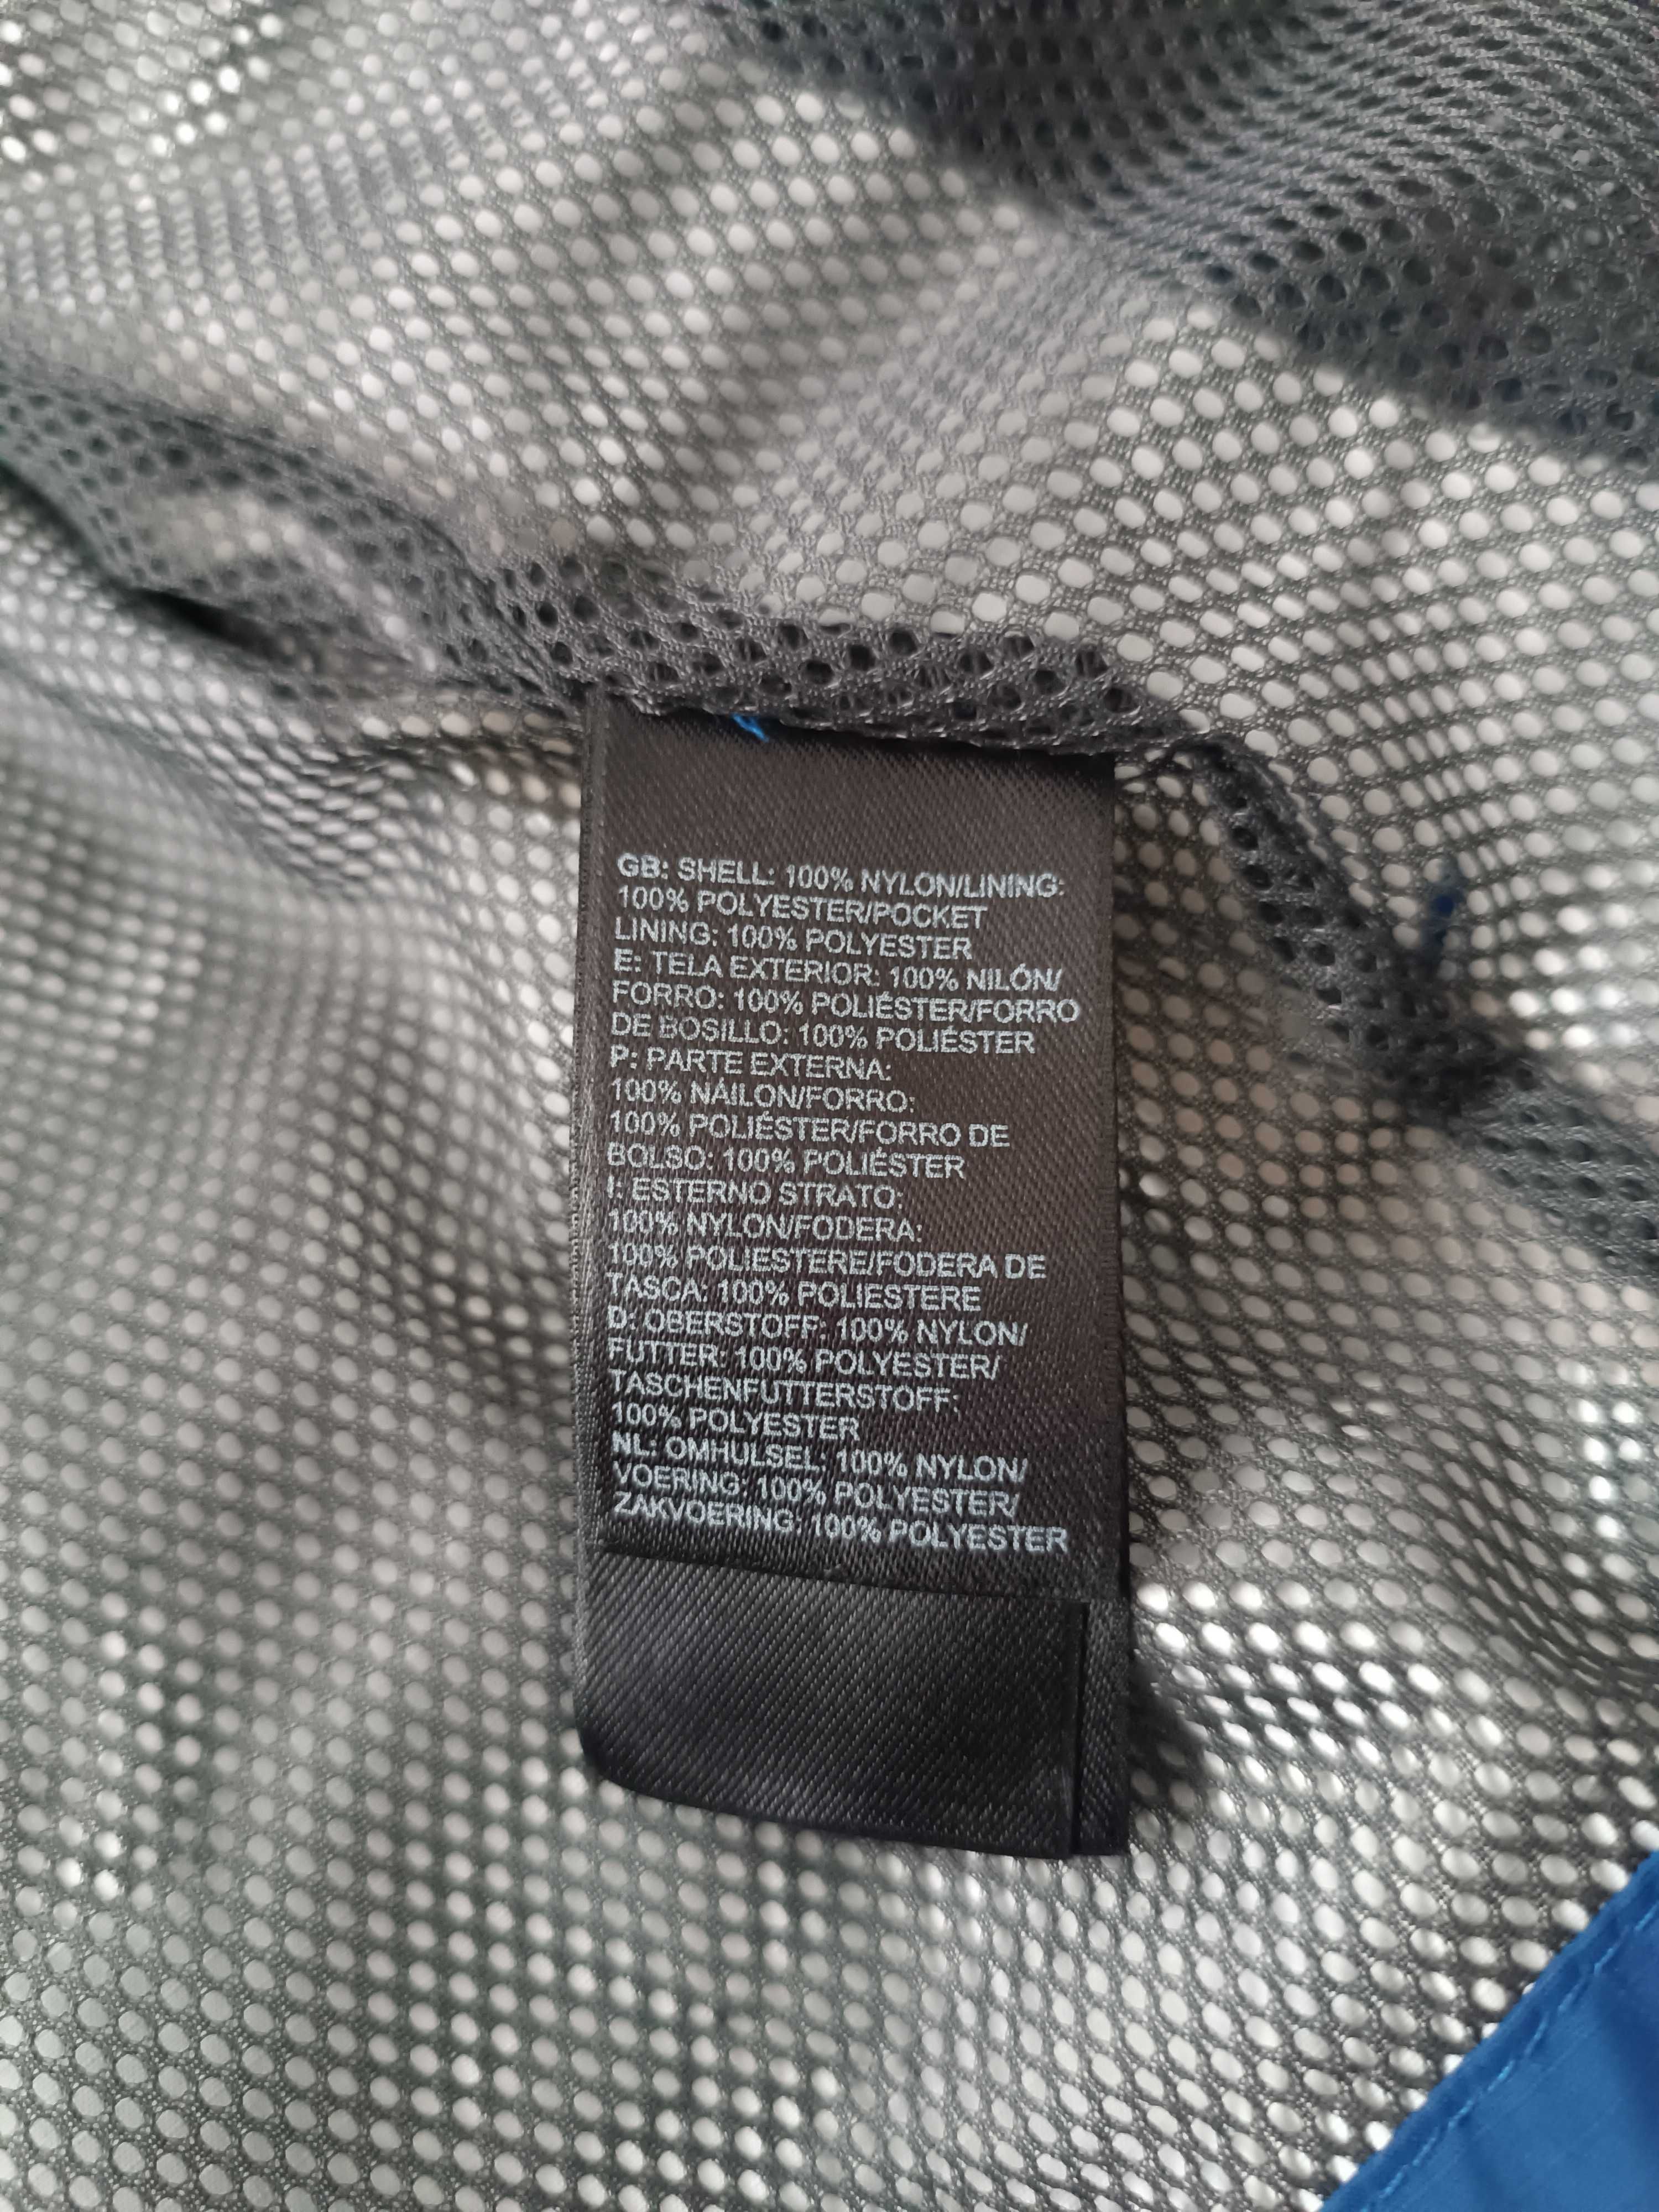 GB: SHELL: 100% NYLON/LINING:
100% POLYESTER/POCKET
LINING: 100% POLYESTER
E: TELA EXTERIOR: 100% NILÓN/
FORRO: 100% POLIÉSTER/FORRO
DE BOSILLO: 100% POLIÉSTER
P: PARTE EXTERNA:
100% NÁILON/FORRO:
100% POLIÉSTER/FORRO DE
BOLSO: 100% POLIÉSTER
I: ESTERNO STRATO:
100% NYLON/FODERA:
100% POLIESTERE/FODERA DE
TASCA: 100% POLIESTERE
D: OBERSTOFF: 100% NYLON/
FUTTER: 100% POLYESTER/
TASCHENFUTTERSTOFF:
100% POLYESTER
NL: OMHULSEL: 100% NYLON/
VOERING: 100% POLYESTER/
ZAKVOERING: 100% POLYESTER